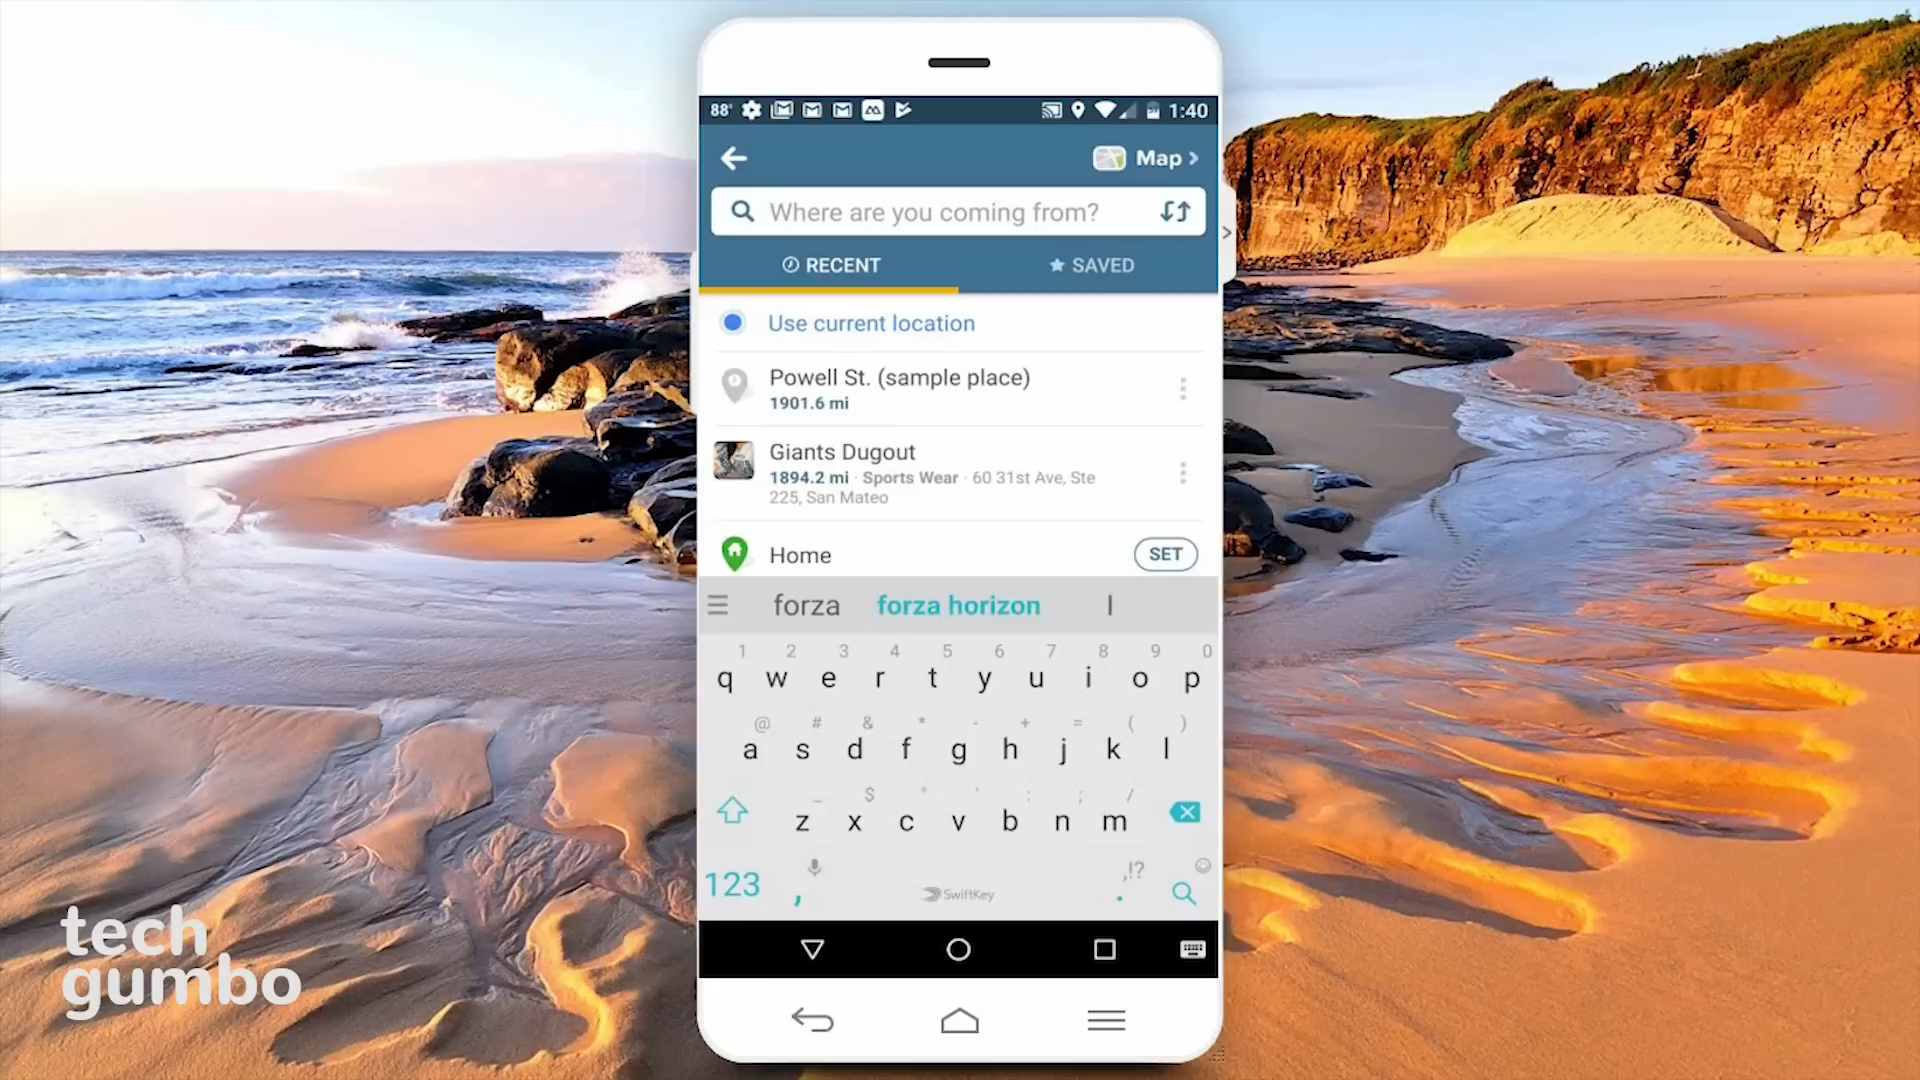 88°
1:40
Map
Where are you coming from?
RECENT
SAVED
Use current location
Powell St. (sample place)
1901.6 mi
Giants Dugout
1894.2 mi · Sports Wear · 60 31st Ave, Ste
225, San Mateo
Home
SET
forza
forza horizon
I
1 2 3 4 5 6 7 8 9 0
q w e r t y u i o p
@ # & * - + = ( )
a s d f g h j k l
_ $ " ' : ; /
z x c v b n m
,!?
123 , SwiftKey .
tech
gumbo